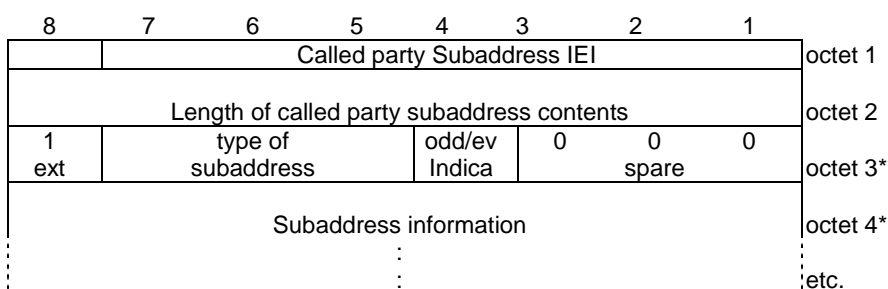 8 7 6 5 4 3 2 1
Called party Subaddress IEI octet 1
Length of called party subaddress contents octet 2
1 type of odd/ev 0 0 0
ext subaddress Indica spare octet 3*
Subaddress information octet 4*
:
: etc.